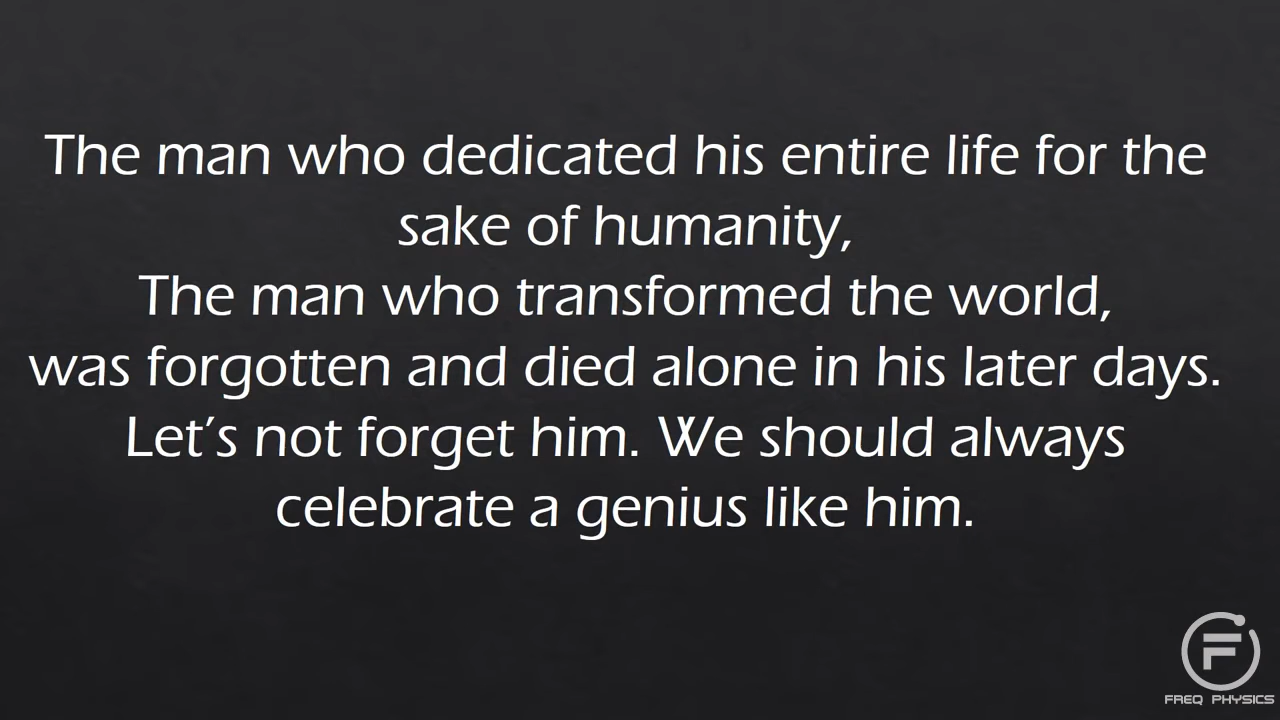 The man who dedicated his entire life for the
sake of humanity,
The man who transformed the world,
was forgotten and died alone in his later days.
Let’s not forget him. We should always
celebrate a genius like him.
F
FREQ PHYSICS